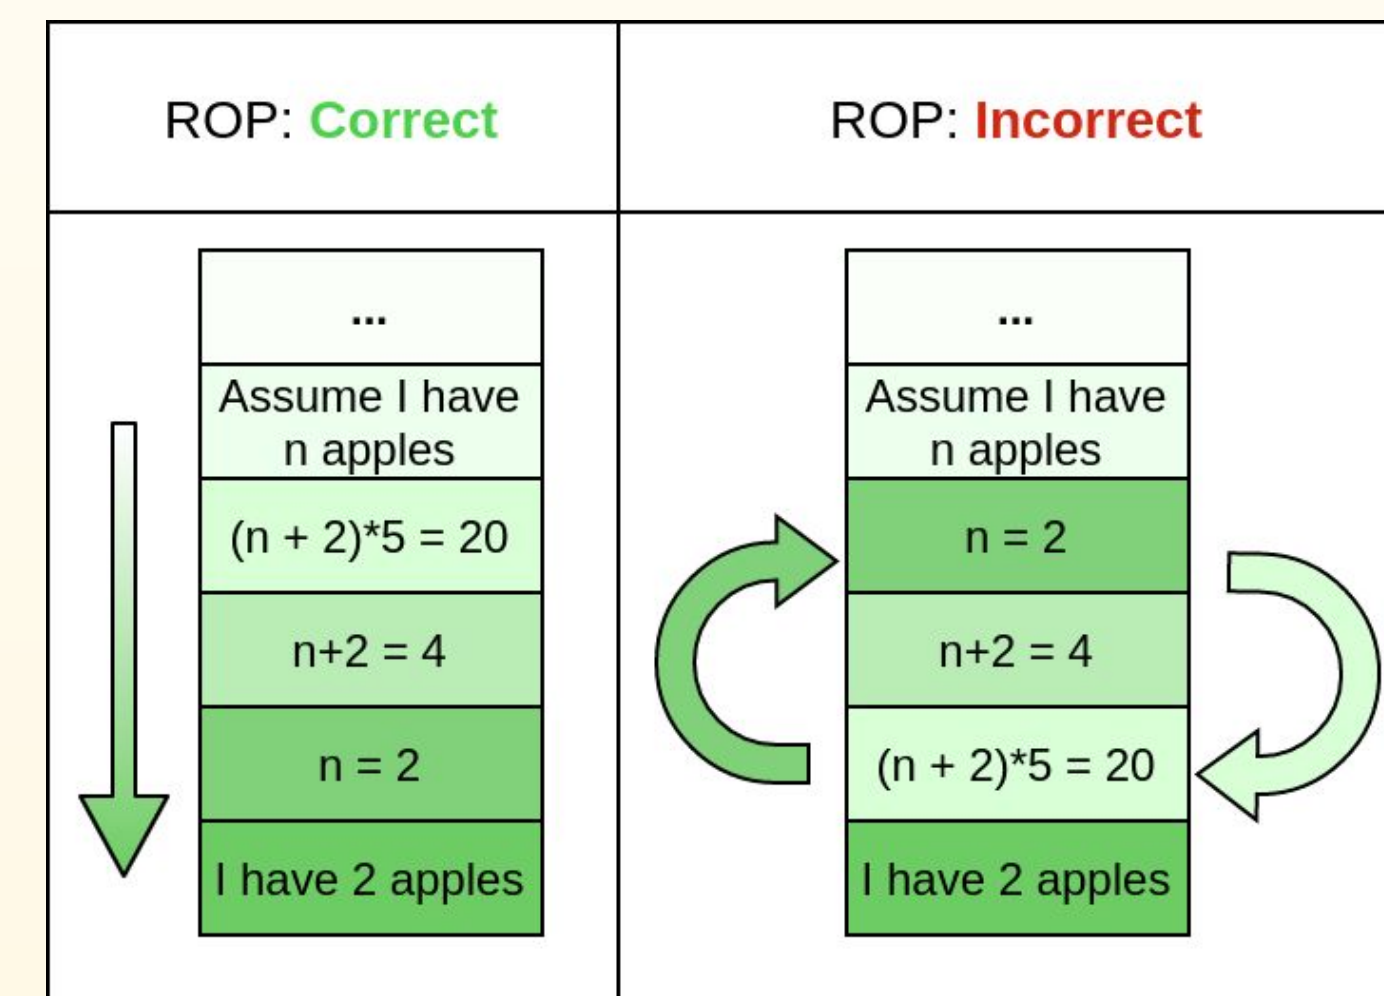 ROP: Correct
ROP: Incorrect
...
Assume I have
n apples
(n + 2)*5 = 20
n+2 = 4
n = 2
I have 2 apples
...
Assume I have
n apples
n = 2
n+2 = 4
(n + 2)*5 = 20
I have 2 apples